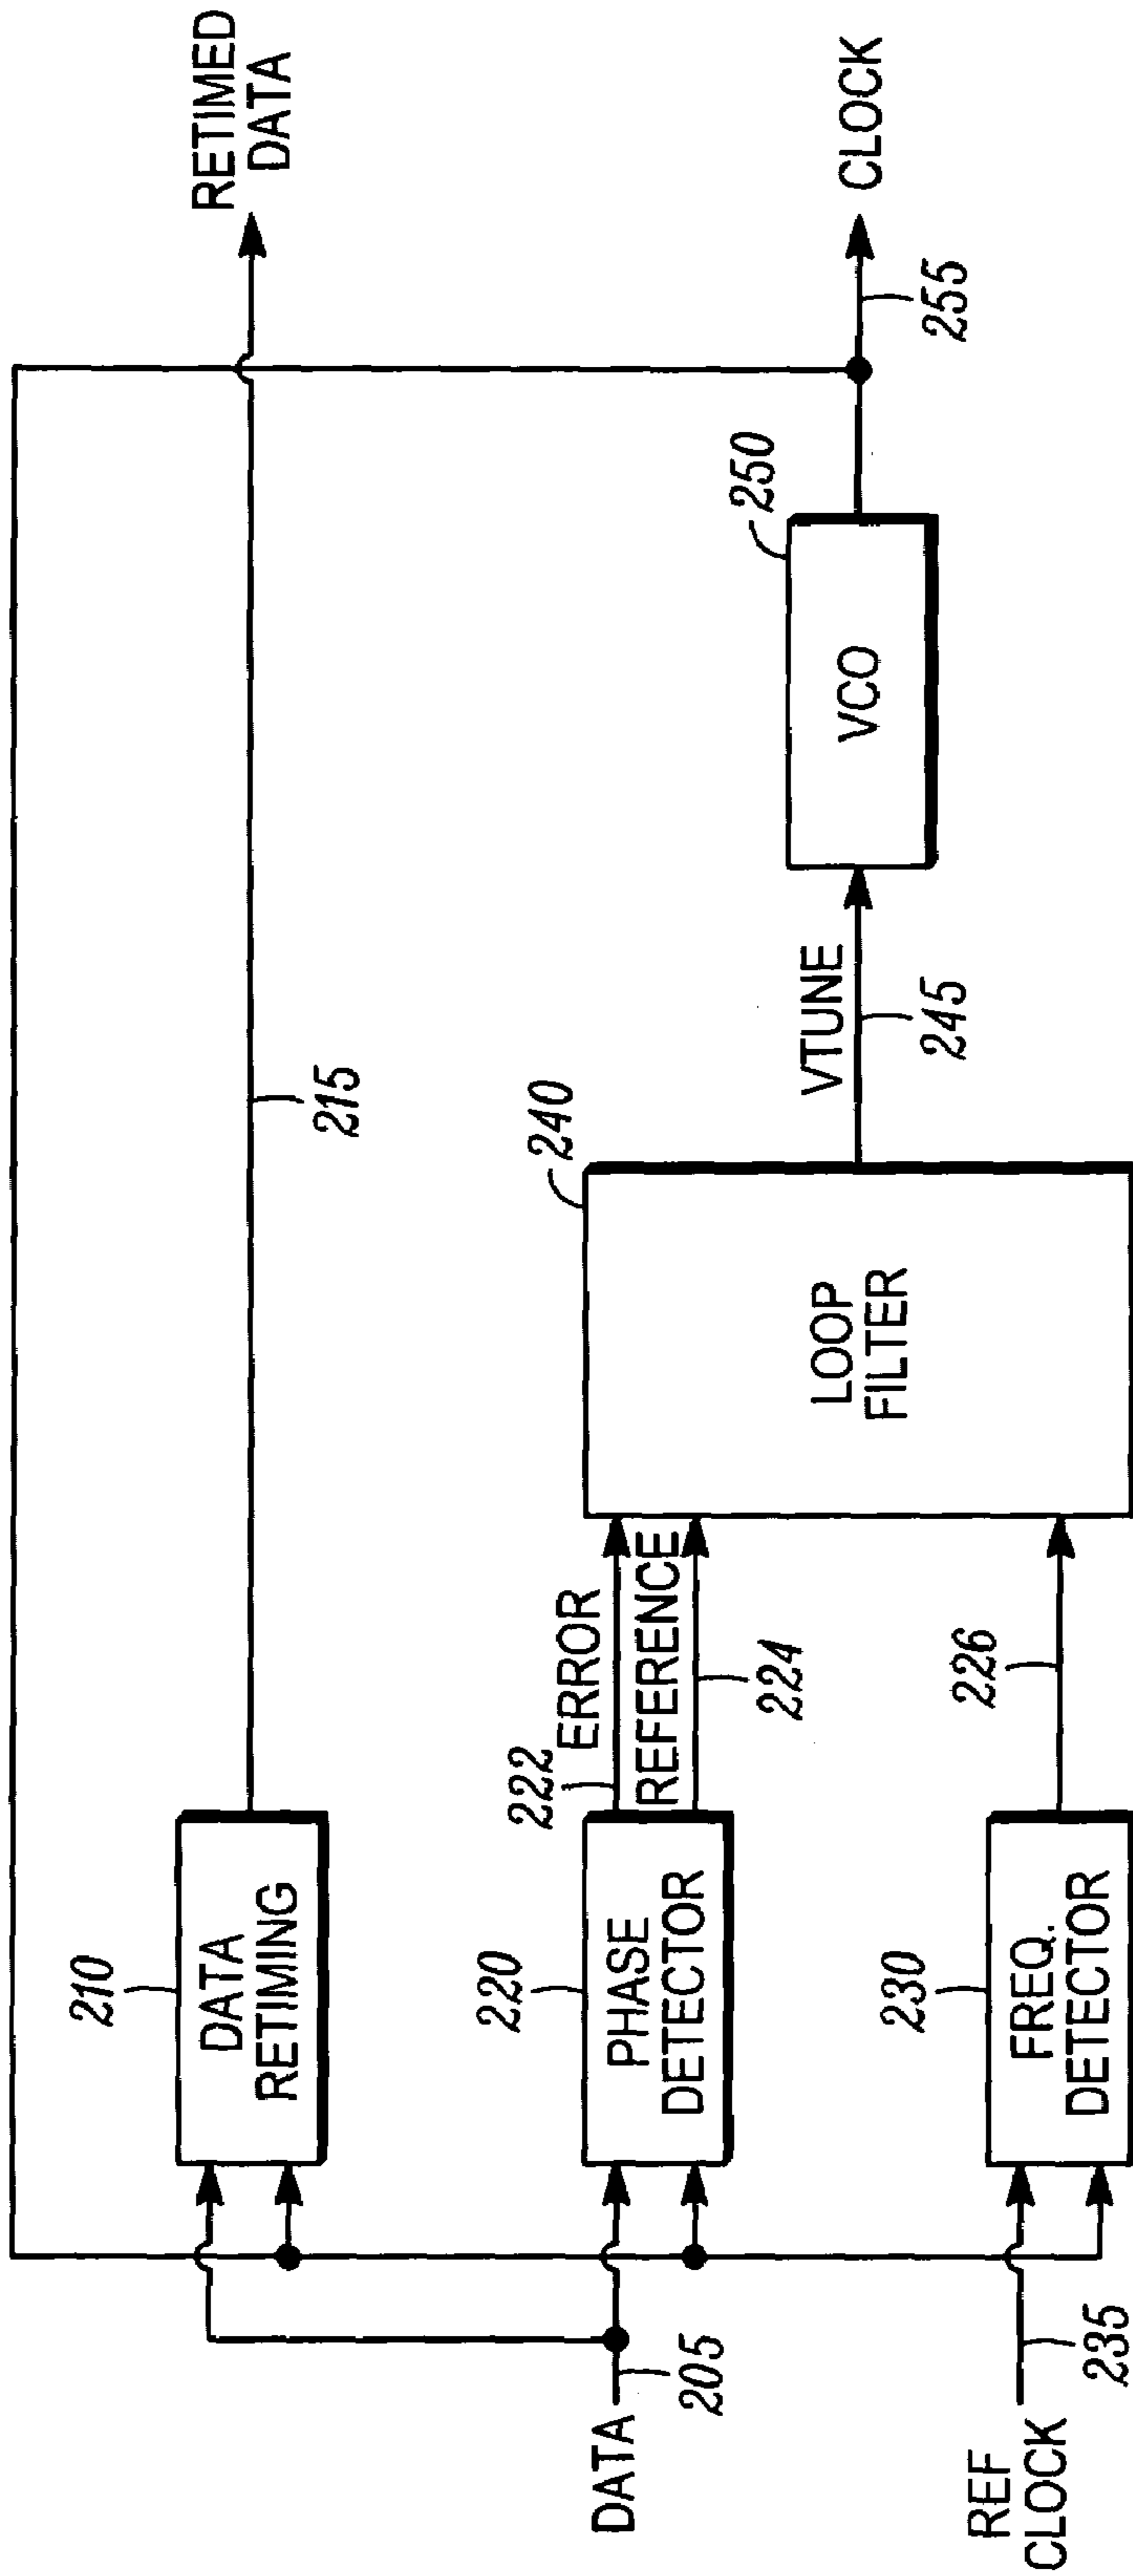 RETIMED
DATA
210
DATA
RETIMING
215
222
ERROR
REFERENCE
224
220
PHASE
DETECTOR
DATA
205
240
LOOP
FILTER
VTUNE
245
250
VCO
255
CLOCK
230
FREQ.
DETECTOR
226
REF
CLOCK
235